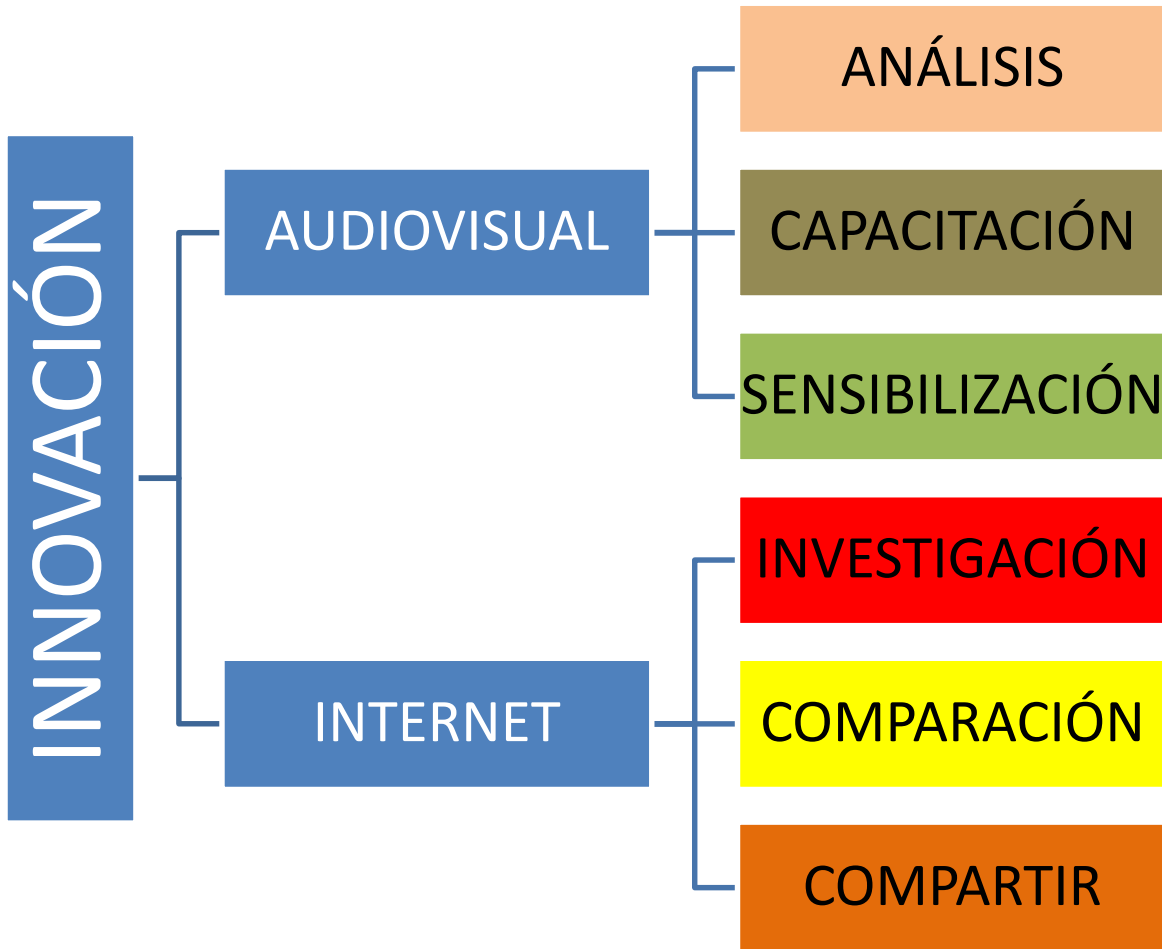 INNOVACIÓN
AUDIOVISUAL
ANÁLISIS
CAPACITACIÓN
SENSIBILIZACIÓN
INTERNET
INVESTIGACIÓN
COMPARACIÓN
COMPARTIR